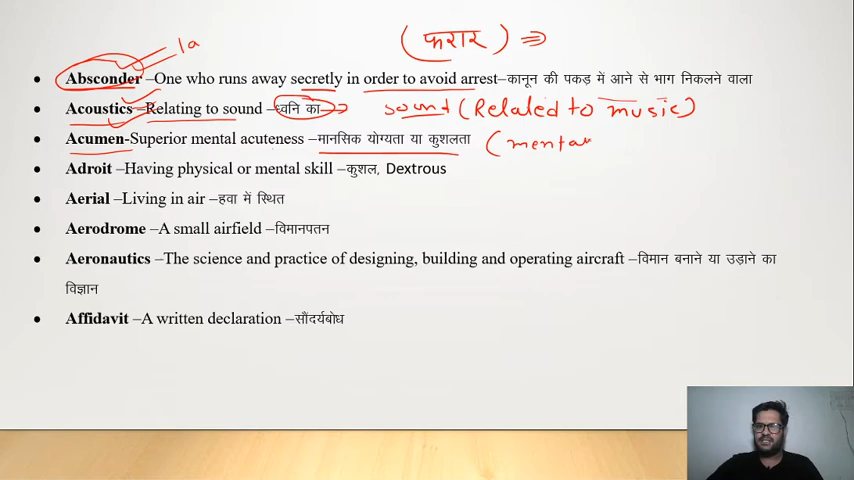 (फरार) ⇒
1a
• Absconder –One who runs away secretly in order to avoid arrest–कानून की पकड़ में आने से भाग निकलने वाला
• Acoustics –Relating to sound –ध्वनि का→ sound (Related to music)
• Acumen-Superior mental acuteness –मानसिक योग्यता या कुशलता (menta
• Adroit –Having physical or mental skill –कुशल, Dextrous
• Aerial –Living in air –हवा में स्थित
• Aerodrome –A small airfield –विमानपतन
• Aeronautics –The science and practice of designing, building and operating aircraft –विमान बनाने या उड़ाने का
विज्ञान
• Affidavit –A written declaration –सौंदर्यबोध